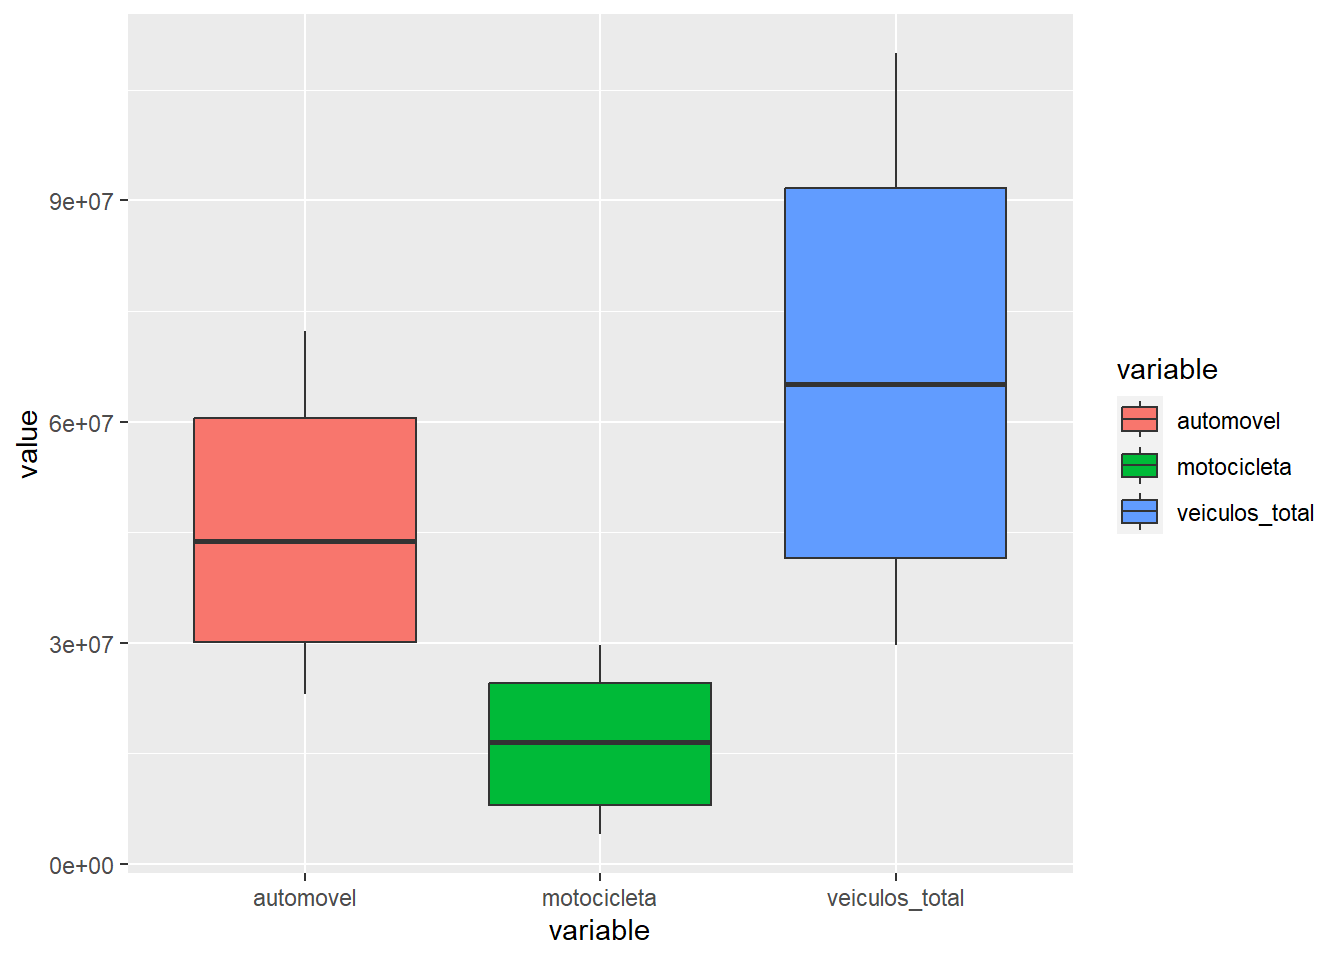 value
9e+07
6e+07
3e+07
0e+00
automovel
motocicleta
veiculos_total
variable
variable
automovel
motocicleta
veiculos_total